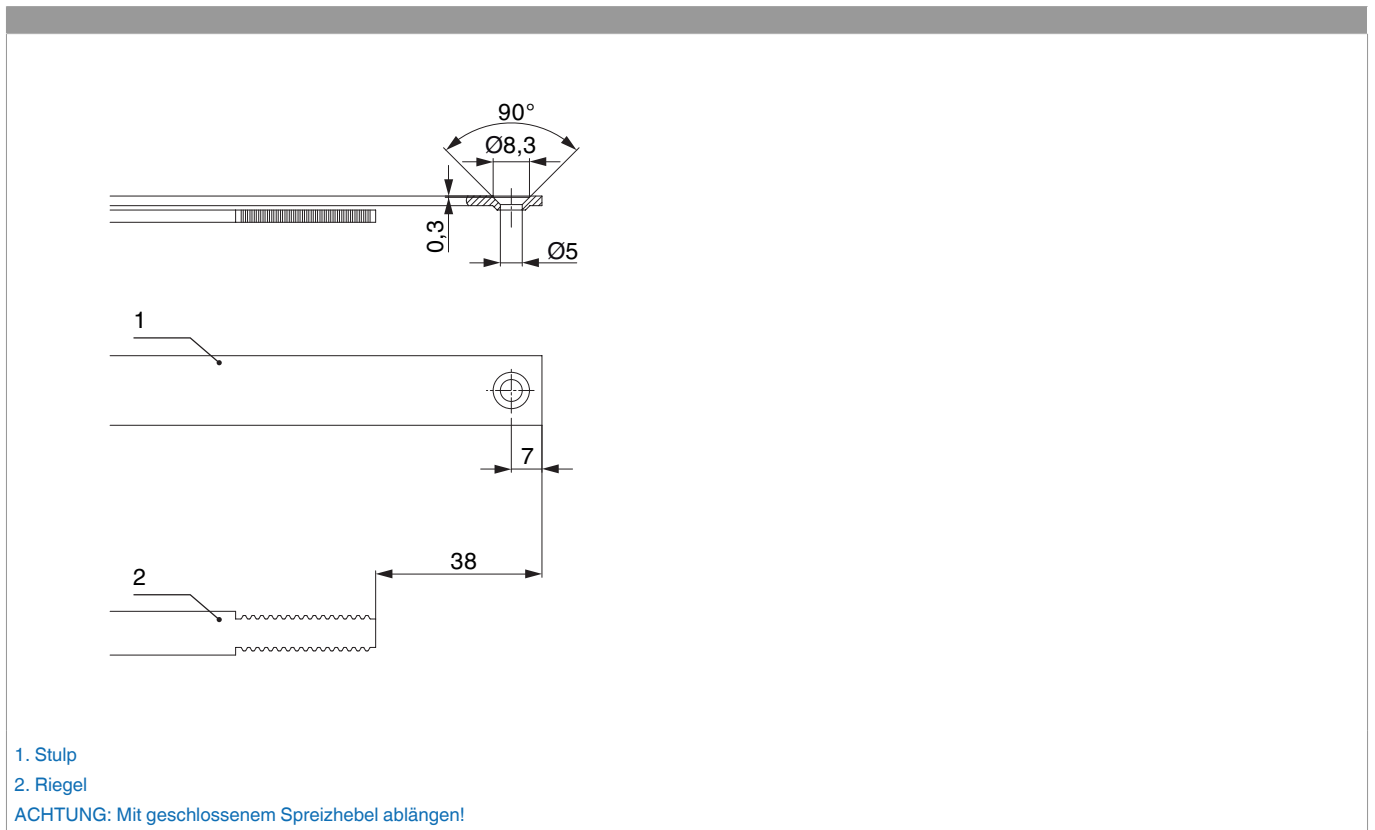 90°
Ø8,3
0,3
Ø5
1
7
38
2
1. Stulp
2. Riegel
ACHTUNG: Mit geschlossenem Spreizhebel ablängen!